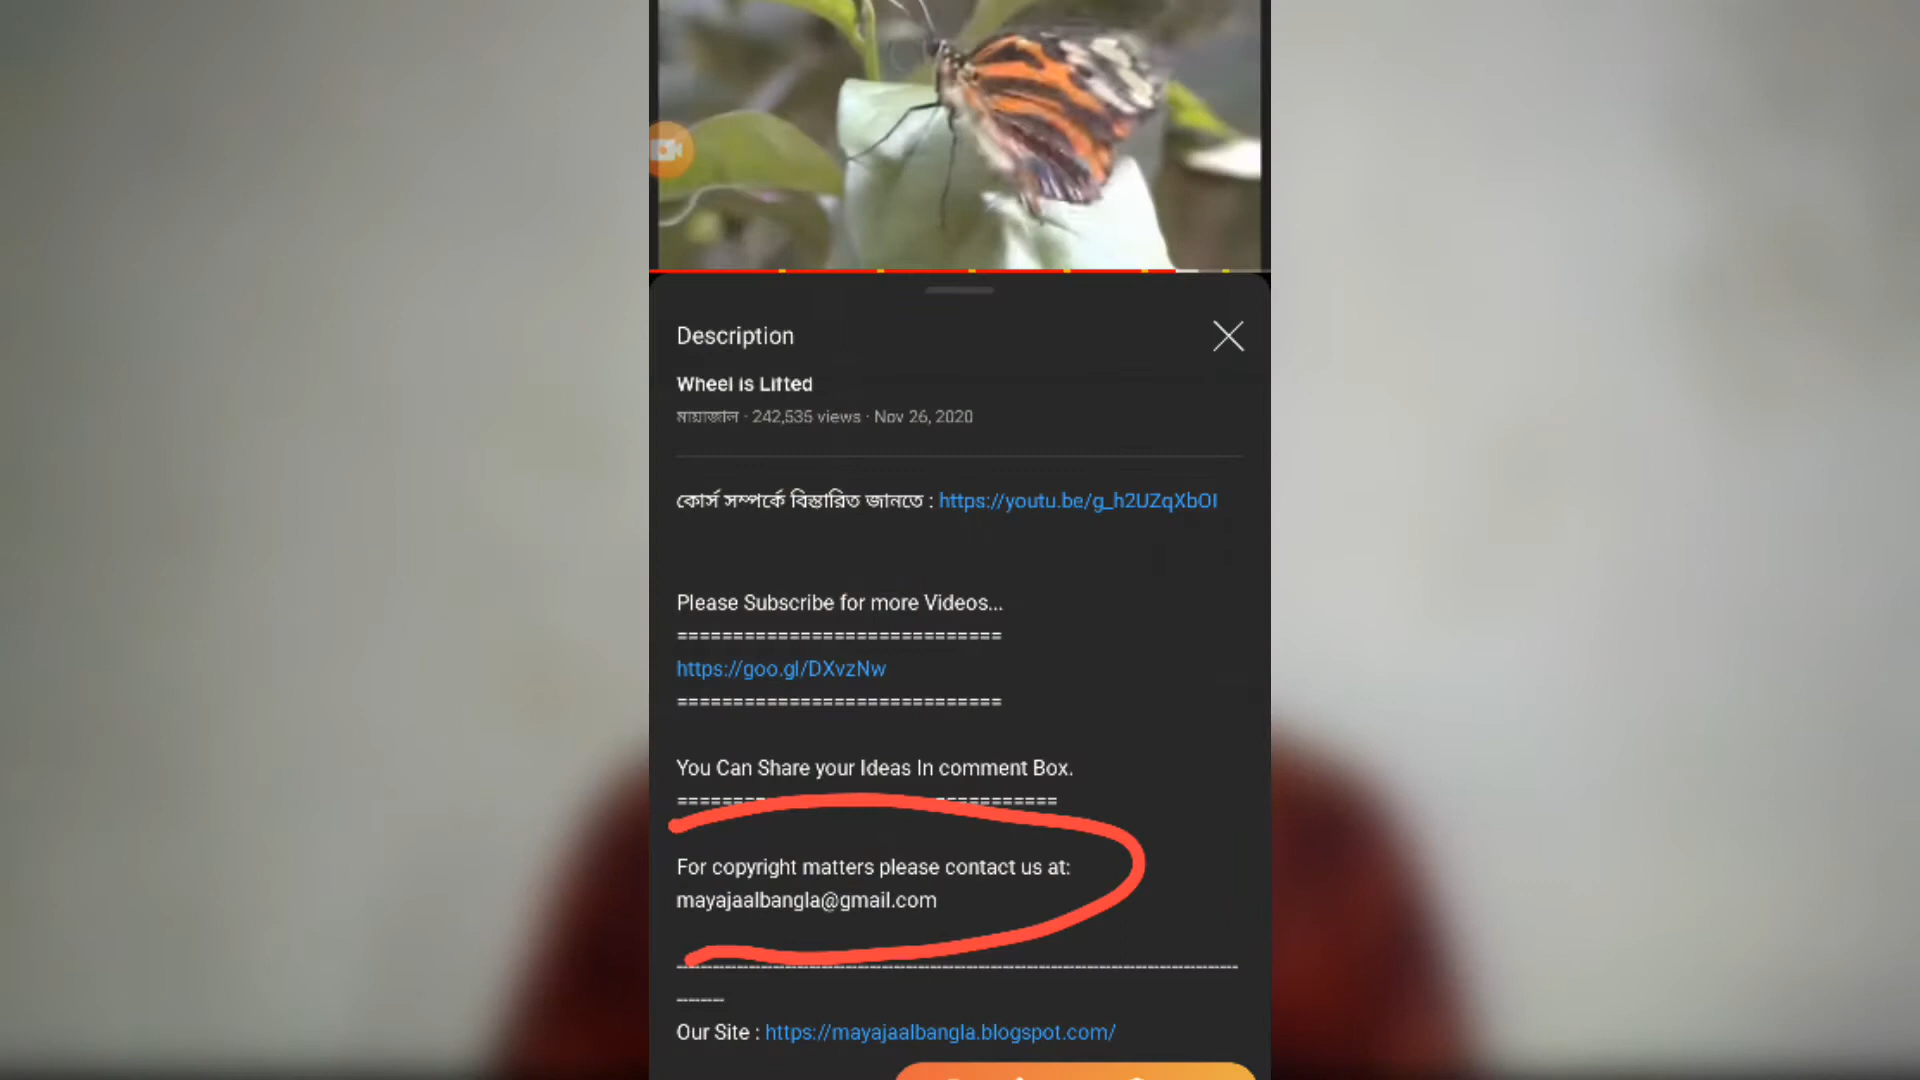 Description
Wheel is Lifted
মায়াজাল · 242,535 views · Nov 26, 2020
কোর্স সম্পর্কে বিস্তারিত জানতে : https://youtu.be/g_h2UZqXbOI
Please Subscribe for more Videos...
=============================
https://goo.gl/DXvzNw
=============================
You Can Share your Ideas In comment Box.
For copyright matters please contact us at:
mayajaalbangla@gmail.com
Our Site : https://mayajaalbangla.blogspot.com/